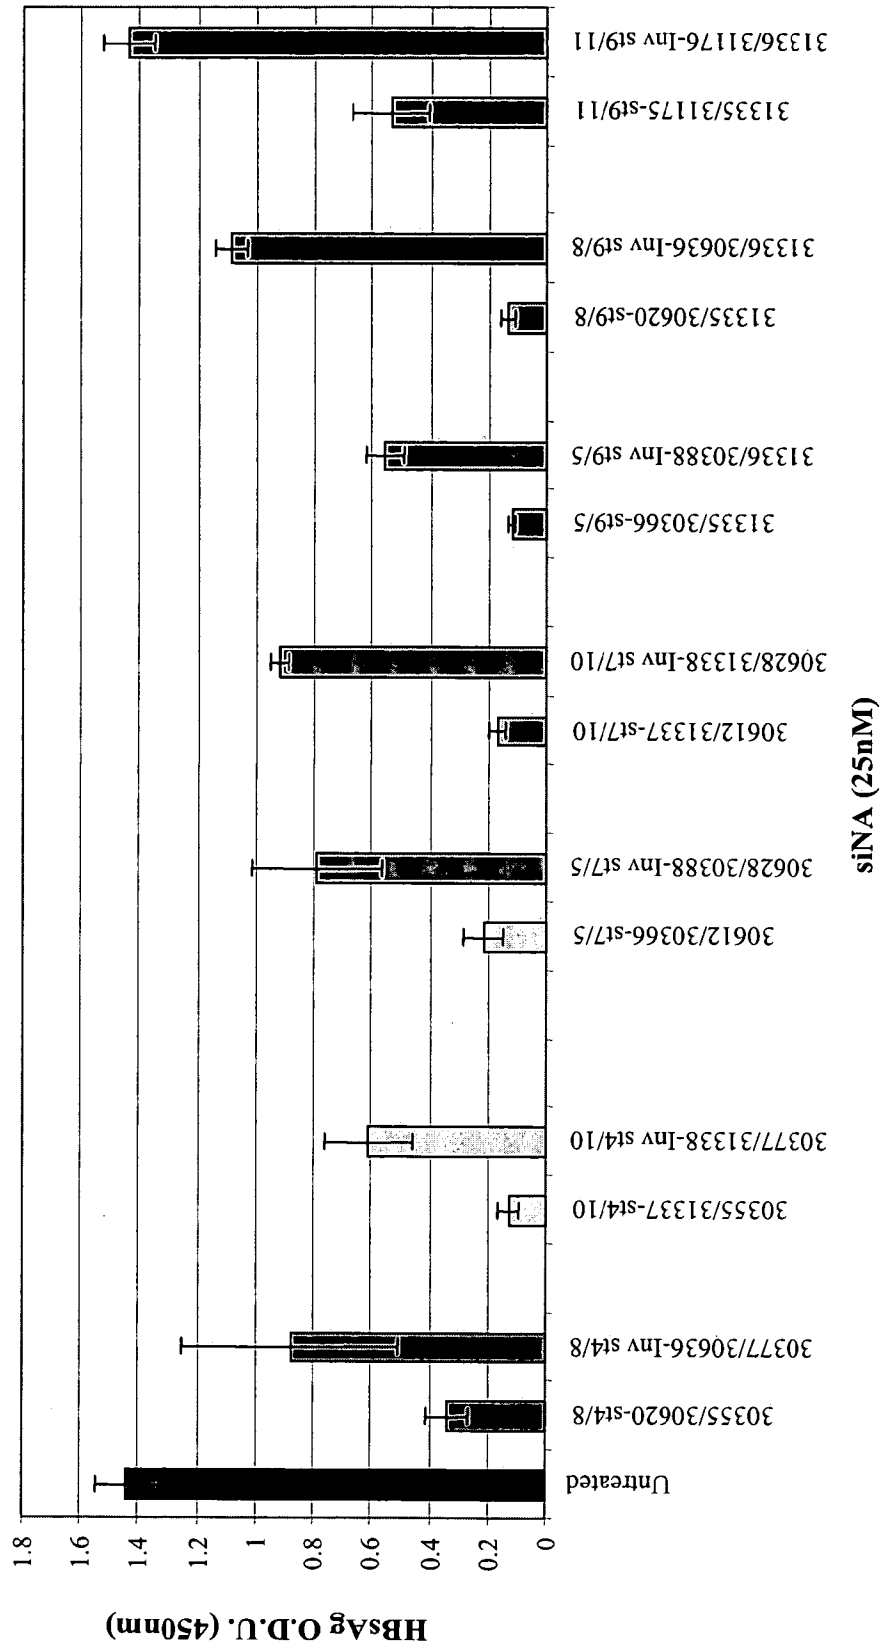 HBsAg O.D.U. (450nm)
1.8
1.6
1.4
1.2
1
0.8
0.6
0.4
0.2
0
Untreated
30355/30620-st4/8
30377/30636-Inv st4/8
30355/31337-st4/10
30377/31338-Inv st4/10
30612/30366-st7/5
30628/30388-Inv st7/5
30612/31337-st7/10
30628/31338-Inv st7/10
31335/30366-st9/5
31336/30388-Inv st9/5
31335/30620-st9/8
31336/30636-Inv st9/8
31335/31175-st9/11
31336/31176-Inv st9/11
siNA (25nM)